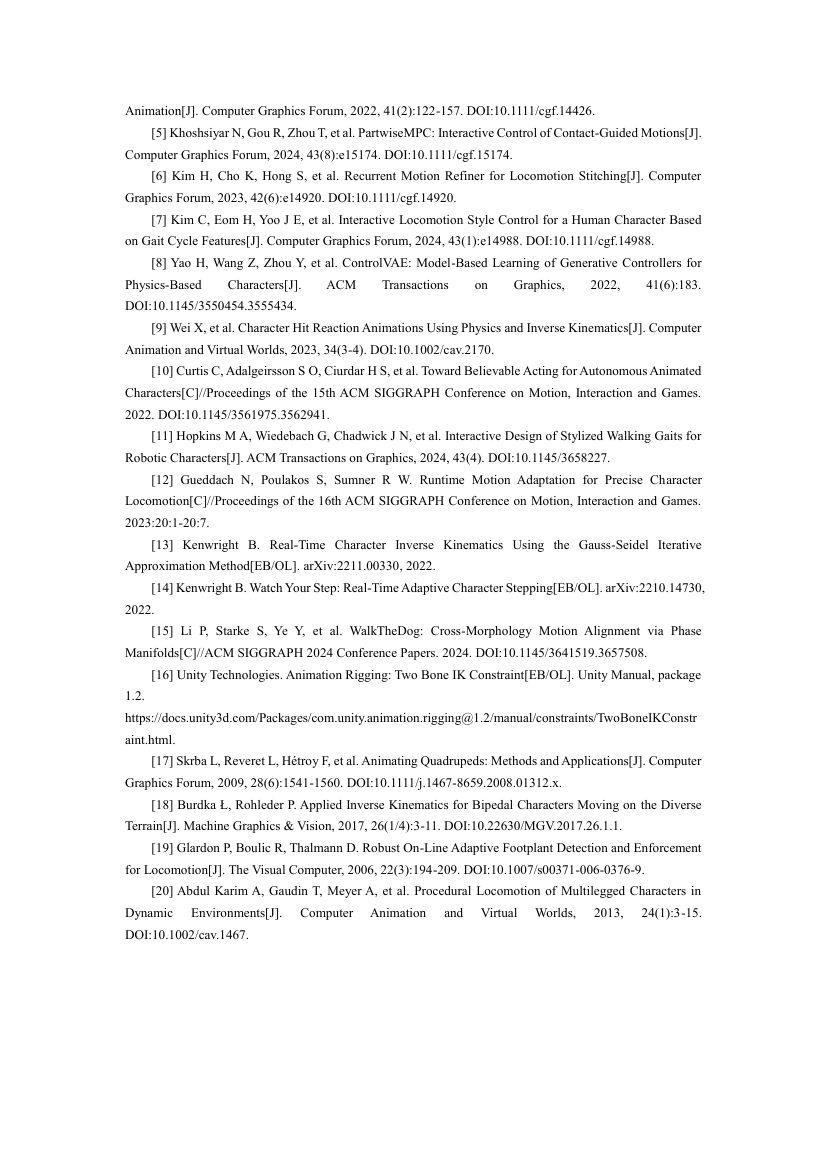 Animation[J]. Computer Graphics Forum, 2022, 41(2):122-157. DOI:10.1111/cgf.14426.
[5] Khoshsiyar N, Gou R, Zhou T, et al. PartwiseMPC: Interactive Control of Contact-Guided Motions[J].
Computer Graphics Forum, 2024, 43(8):e15174. DOI:10.1111/cgf.15174.
[6] Kim H, Cho K, Hong S, et al. Recurrent Motion Refiner for Locomotion Stitching[J]. Computer
Graphics Forum, 2023, 42(6):e14920. DOI:10.1111/cgf.14920.
[7] Kim C, Eom H, Yoo J E, et al. Interactive Locomotion Style Control for a Human Character Based
on Gait Cycle Features[J]. Computer Graphics Forum, 2024, 43(1):e14988. DOI:10.1111/cgf.14988.
[8] Yao H, Wang Z, Zhou Y, et al. ControlVAE: Model-Based Learning of Generative Controllers for
Physics-Based Characters[J]. ACM Transactions on Graphics, 2022, 41(6):183.
DOI:10.1145/3550454.3555434.
[9] Wei X, et al. Character Hit Reaction Animations Using Physics and Inverse Kinematics[J]. Computer
Animation and Virtual Worlds, 2023, 34(3-4). DOI:10.1002/cav.2170.
[10] Curtis C, Adalgeirsson S O, Ciurdar H S, et al. Toward Believable Acting for Autonomous Animated
Characters[C]//Proceedings of the 15th ACM SIGGRAPH Conference on Motion, Interaction and Games.
2022. DOI:10.1145/3561975.3562941.
[11] Hopkins M A, Wiedebach G, Chadwick J N, et al. Interactive Design of Stylized Walking Gaits for
Robotic Characters[J]. ACM Transactions on Graphics, 2024, 43(4). DOI:10.1145/3658227.
[12] Gueddach N, Poulakos S, Sumner R W. Runtime Motion Adaptation for Precise Character
Locomotion[C]//Proceedings of the 16th ACM SIGGRAPH Conference on Motion, Interaction and Games.
2023:20:1-20:7.
[13] Kenwright B. Real-Time Character Inverse Kinematics Using the Gauss-Seidel Iterative
Approximation Method[EB/OL]. arXiv:2211.00330, 2022.
[14] Kenwright B. Watch Your Step: Real-Time Adaptive Character Stepping[EB/OL]. arXiv:2210.14730,
2022.
[15] Li P, Starke S, Ye Y, et al. WalkTheDog: Cross-Morphology Motion Alignment via Phase
Manifolds[C]//ACM SIGGRAPH 2024 Conference Papers. 2024. DOI:10.1145/3641519.3657508.
[16] Unity Technologies. Animation Rigging: Two Bone IK Constraint[EB/OL]. Unity Manual, package
1.2.
https://docs.unity3d.com/Packages/com.unity.animation.rigging@1.2/manual/constraints/TwoBoneIKConstr
aint.html.
[17] Skrba L, Reveret L, Hétroy F, et al. Animating Quadrupeds: Methods and Applications[J]. Computer
Graphics Forum, 2009, 28(6):1541-1560. DOI:10.1111/j.1467-8659.2008.01312.x.
[18] Burdka Ł, Rohleder P. Applied Inverse Kinematics for Bipedal Characters Moving on the Diverse
Terrain[J]. Machine Graphics & Vision, 2017, 26(1/4):3-11. DOI:10.22630/MGV.2017.26.1.1.
[19] Glardon P, Boulic R, Thalmann D. Robust On-Line Adaptive Footplant Detection and Enforcement
for Locomotion[J]. The Visual Computer, 2006, 22(3):194-209. DOI:10.1007/s00371-006-0376-9.
[20] Abdul Karim A, Gaudin T, Meyer A, et al. Procedural Locomotion of Multilegged Characters in
Dynamic Environments[J]. Computer Animation and Virtual Worlds, 2013, 24(1):3-15.
DOI:10.1002/cav.1467.